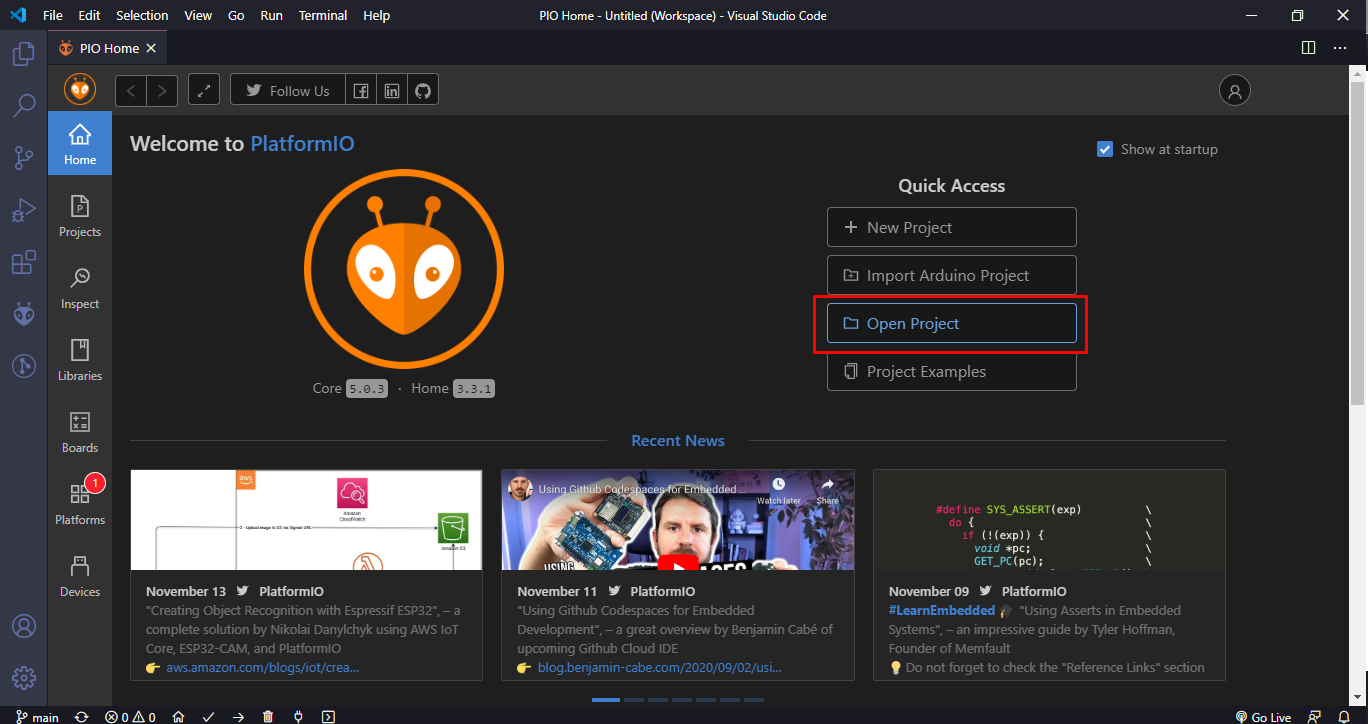 File Edit Selection View Go Run Terminal Help
PIO Home - Untitled (Workspace) - Visual Studio Code
PIO Home
Follow Us
Home
Projects
Inspect
Libraries
Boards
1
Platforms
Devices
Welcome to PlatformIO
Show at startup
Core 5.0.3 · Home 3.3.1
Quick Access
New Project
Import Arduino Project
Open Project
Project Examples
Recent News
aws
Amazon
CloudWatch
2 - Upload image to S3 via Signed URL
Amazon S3
November 13 PlatformIO
"Creating Object Recognition with Espressif ESP32", – a
complete solution by Nikolai Danylchyk using AWS IoT
Core, ESP32-CAM, and PlatformIO
aws.amazon.com/blogs/iot/crea...
Using Github Codespaces for Embedded ...
Watch later
Share
USING
November 11 PlatformIO
"Using Github Codespaces for Embedded
Development", – a great overview by Benjamin Cabé of
upcoming Github Cloud IDE
blog.benjamin-cabe.com/2020/09/02/usi...
#define SYS_ASSERT(exp) \
do { \
if (!(exp)) { \
void *pc; \
GET_PC(pc); \
November 09 PlatformIO
#LearnEmbedded "Using Asserts in Embedded
Systems", – an impressive guide by Tyler Hoffman,
Founder of Memfault
Do not forget to check the "Reference Links" section
main
0 0
Go Live